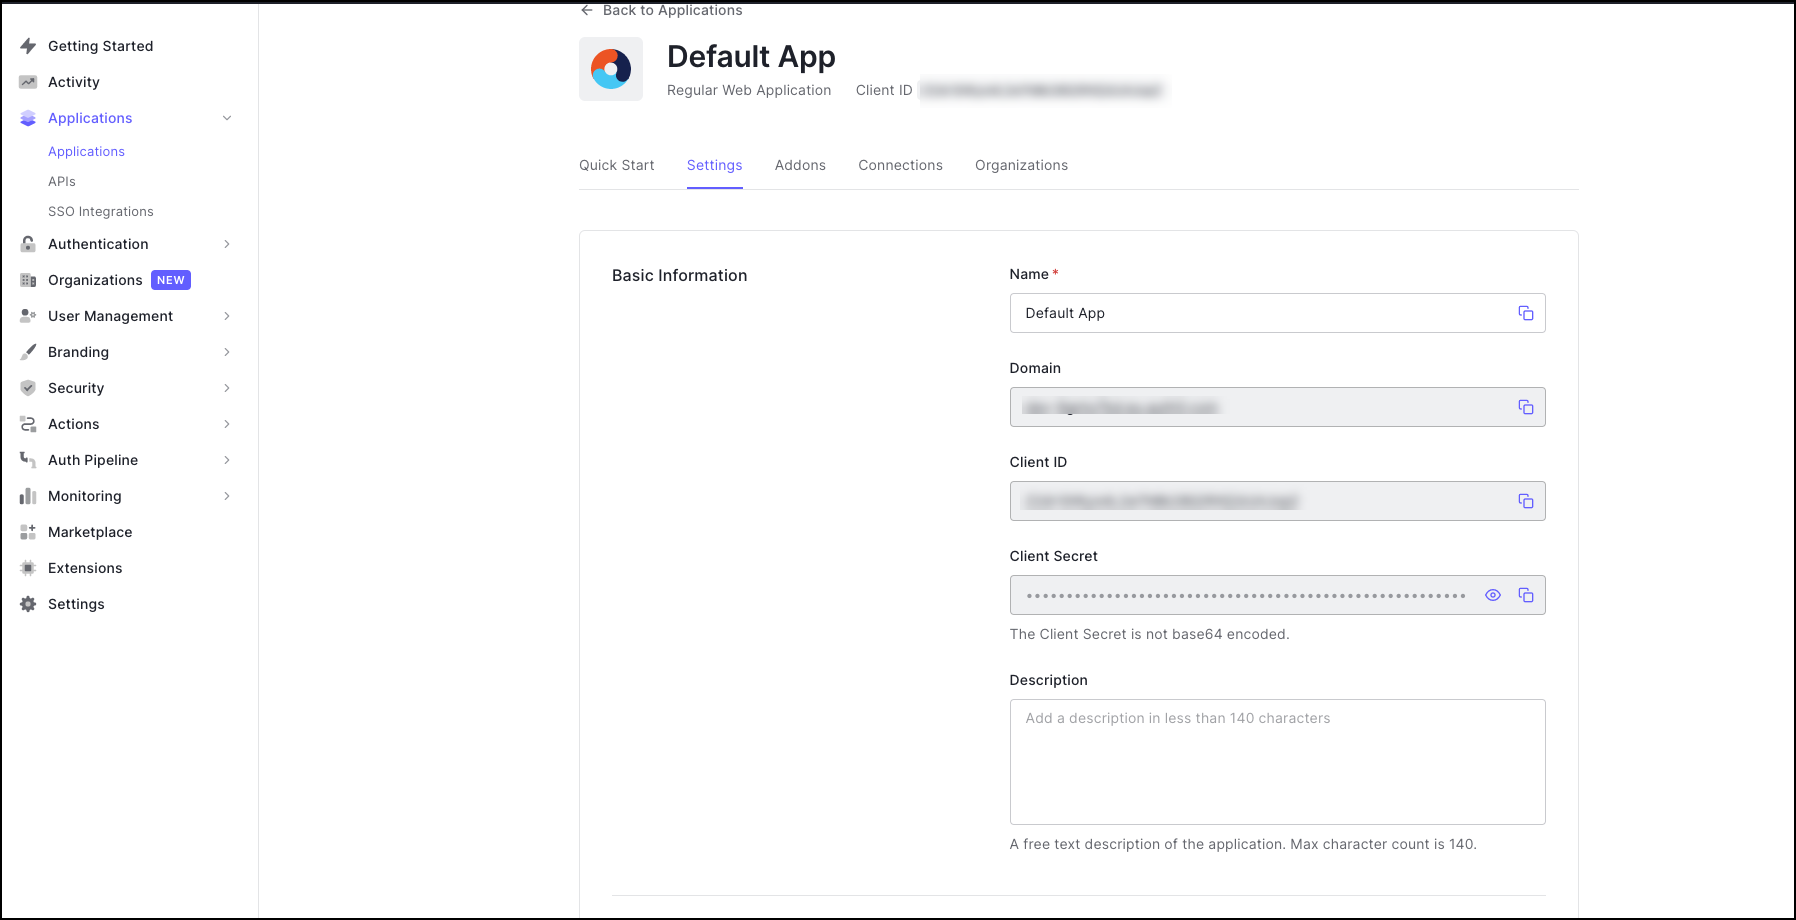 Getting Started
Activity
Applications
Applications
APIs
SSO Integrations
Authentication
Organizations NEW
User Management
Branding
Security
Actions
Auth Pipeline
Monitoring
Marketplace
Extensions
Settings
Back to Applications
Default App
Regular Web Application Client ID
Quick Start Settings Addons Connections Organizations
Basic Information
Name *
Default App
Domain
Client ID
Client Secret
The Client Secret is not base64 encoded.
Description
Add a description in less than 140 characters
A free text description of the application. Max character count is 140.